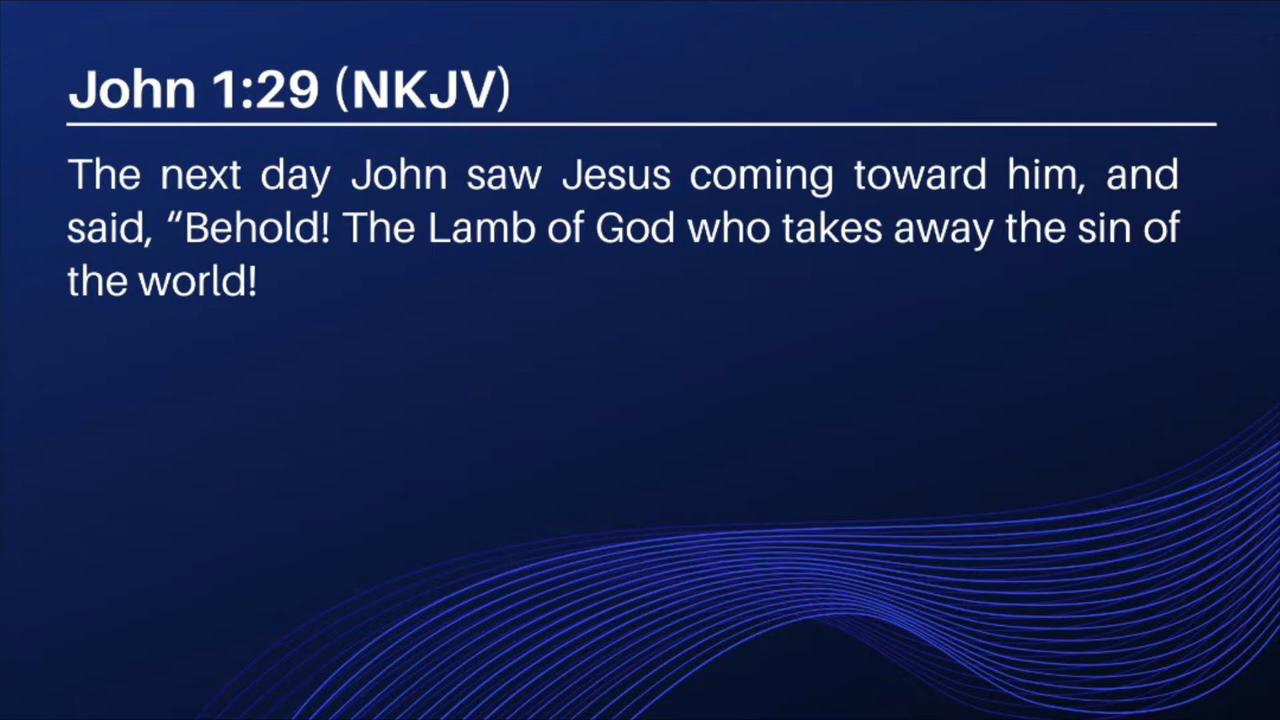 John 1:29 (NKJV)
The next day John saw Jesus coming toward him, and
said, “Behold! The Lamb of God who takes away the sin of
the world!